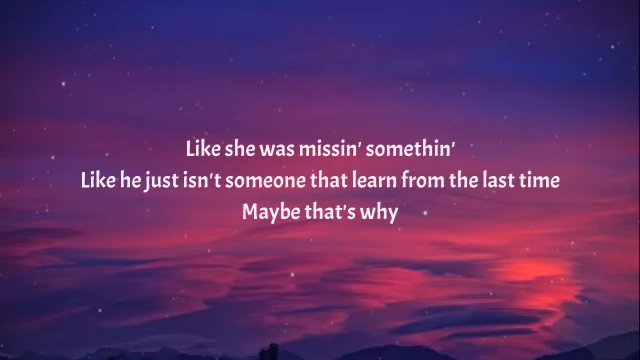 Like she was missin' somethin'
Like he just isn't someone that learn from the last time
Maybe that's why